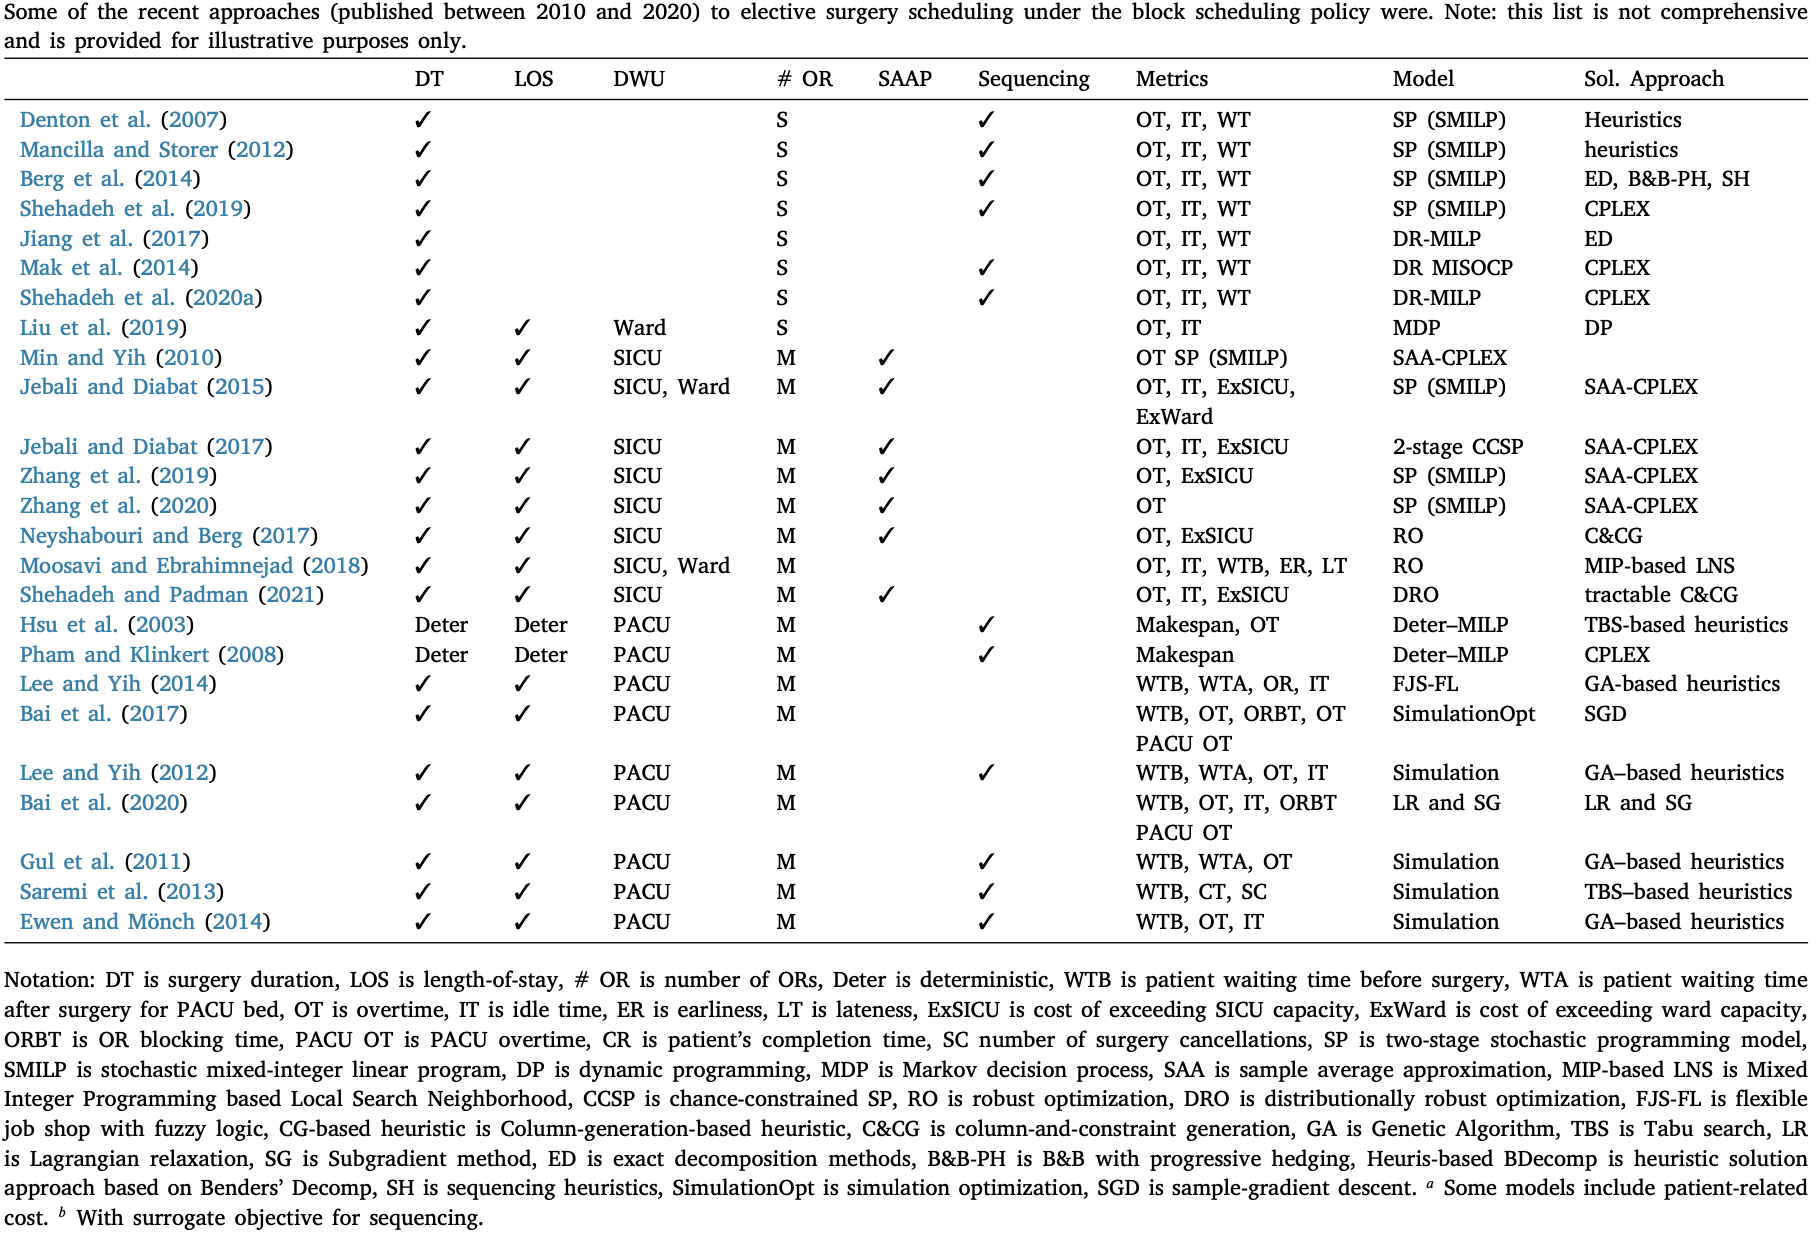 Some of the recent approaches (published between 2010 and 2020) to elective surgery scheduling under the block scheduling policy were. Note: this list is not comprehensive
and is provided for illustrative purposes only.
DT LOS DWU # OR SAAP Sequencing Metrics Model Sol. Approach
Denton et al. (2007) ✓ S ✓ OT, IT, WT SP (SMILP) Heuristics
Mancilla and Storer (2012) ✓ S ✓ OT, IT, WT SP (SMILP) heuristics
Berg et al. (2014) ✓ S ✓ OT, IT, WT SP (SMILP) ED, B&B-PH, SH
Shehadeh et al. (2019) ✓ S ✓ OT, IT, WT SP (SMILP) CPLEX
Jiang et al. (2017) ✓ S OT, IT, WT DR-MILP ED
Mak et al. (2014) ✓ S ✓ OT, IT, WT DR MISOCP CPLEX
Shehadeh et al. (2020a) ✓ S ✓ OT, IT, WT DR-MILP CPLEX
Liu et al. (2019) ✓ ✓ Ward S OT, IT MDP DP
Min and Yih (2010) ✓ ✓ SICU M ✓ OT SP (SMILP) SAA-CPLEX
Jebali and Diabat (2015) ✓ ✓ SICU, Ward M ✓ OT, IT, ExSICU, SP (SMILP) SAA-CPLEX
ExWard
Jebali and Diabat (2017) ✓ ✓ SICU M ✓ OT, IT, ExSICU 2-stage CCSP SAA-CPLEX
Zhang et al. (2019) ✓ ✓ SICU M ✓ OT, ExSICU SP (SMILP) SAA-CPLEX
Zhang et al. (2020) ✓ ✓ SICU M ✓ OT SP (SMILP) SAA-CPLEX
Neyshabouri and Berg (2017) ✓ ✓ SICU M ✓ OT, ExSICU RO C&CG
Moosavi and Ebrahimnejad (2018) ✓ ✓ SICU, Ward M OT, IT, WTB, ER, LT RO MIP-based LNS
Shehadeh and Padman (2021) ✓ ✓ SICU M ✓ OT, IT, ExSICU DRO tractable C&CG
Hsu et al. (2003) Deter Deter PACU M ✓ Makespan, OT Deter–MILP TBS-based heuristics
Pham and Klinkert (2008) Deter Deter PACU M ✓ Makespan Deter–MILP CPLEX
Lee and Yih (2014) ✓ ✓ PACU M WTB, WTA, OR, IT FJS-FL GA-based heuristics
Bai et al. (2017) ✓ ✓ PACU M WTB, OT, ORBT, OT SimulationOpt SGD
PACU OT
Lee and Yih (2012) ✓ ✓ PACU M ✓ WTB, WTA, OT, IT Simulation GA–based heuristics
Bai et al. (2020) ✓ ✓ PACU M WTB, OT, IT, ORBT LR and SG LR and SG
PACU OT
Gul et al. (2011) ✓ ✓ PACU M ✓ WTB, WTA, OT Simulation GA–based heuristics
Saremi et al. (2013) ✓ ✓ PACU M ✓ WTB, CT, SC Simulation TBS–based heuristics
Ewen and Mönch (2014) ✓ ✓ PACU M ✓ WTB, OT, IT Simulation GA–based heuristics
Notation: DT is surgery duration, LOS is length-of-stay, # OR is number of ORs, Deter is deterministic, WTB is patient waiting time before surgery, WTA is patient waiting time
after surgery for PACU bed, OT is overtime, IT is idle time, ER is earliness, LT is lateness, ExSICU is cost of exceeding SICU capacity, ExWard is cost of exceeding ward capacity,
ORBT is OR blocking time, PACU OT is PACU overtime, CR is patient’s completion time, SC number of surgery cancellations, SP is two-stage stochastic programming model,
SMILP is stochastic mixed-integer linear program, DP is dynamic programming, MDP is Markov decision process, SAA is sample average approximation, MIP-based LNS is Mixed
Integer Programming based Local Search Neighborhood, CCSP is chance-constrained SP, RO is robust optimization, DRO is distributionally robust optimization, FJS-FL is flexible
job shop with fuzzy logic, CG-based heuristic is Column-generation-based heuristic, C&CG is column-and-constraint generation, GA is Genetic Algorithm, TBS is Tabu search, LR
is Lagrangian relaxation, SG is Subgradient method, ED is exact decomposition methods, B&B-PH is B&B with progressive hedging, Heuris-based BDecomp is heuristic solution
approach based on Benders’ Decomp, SH is sequencing heuristics, SimulationOpt is simulation optimization, SGD is sample-gradient descent. a Some models include patient-related
cost. b With surrogate objective for sequencing.